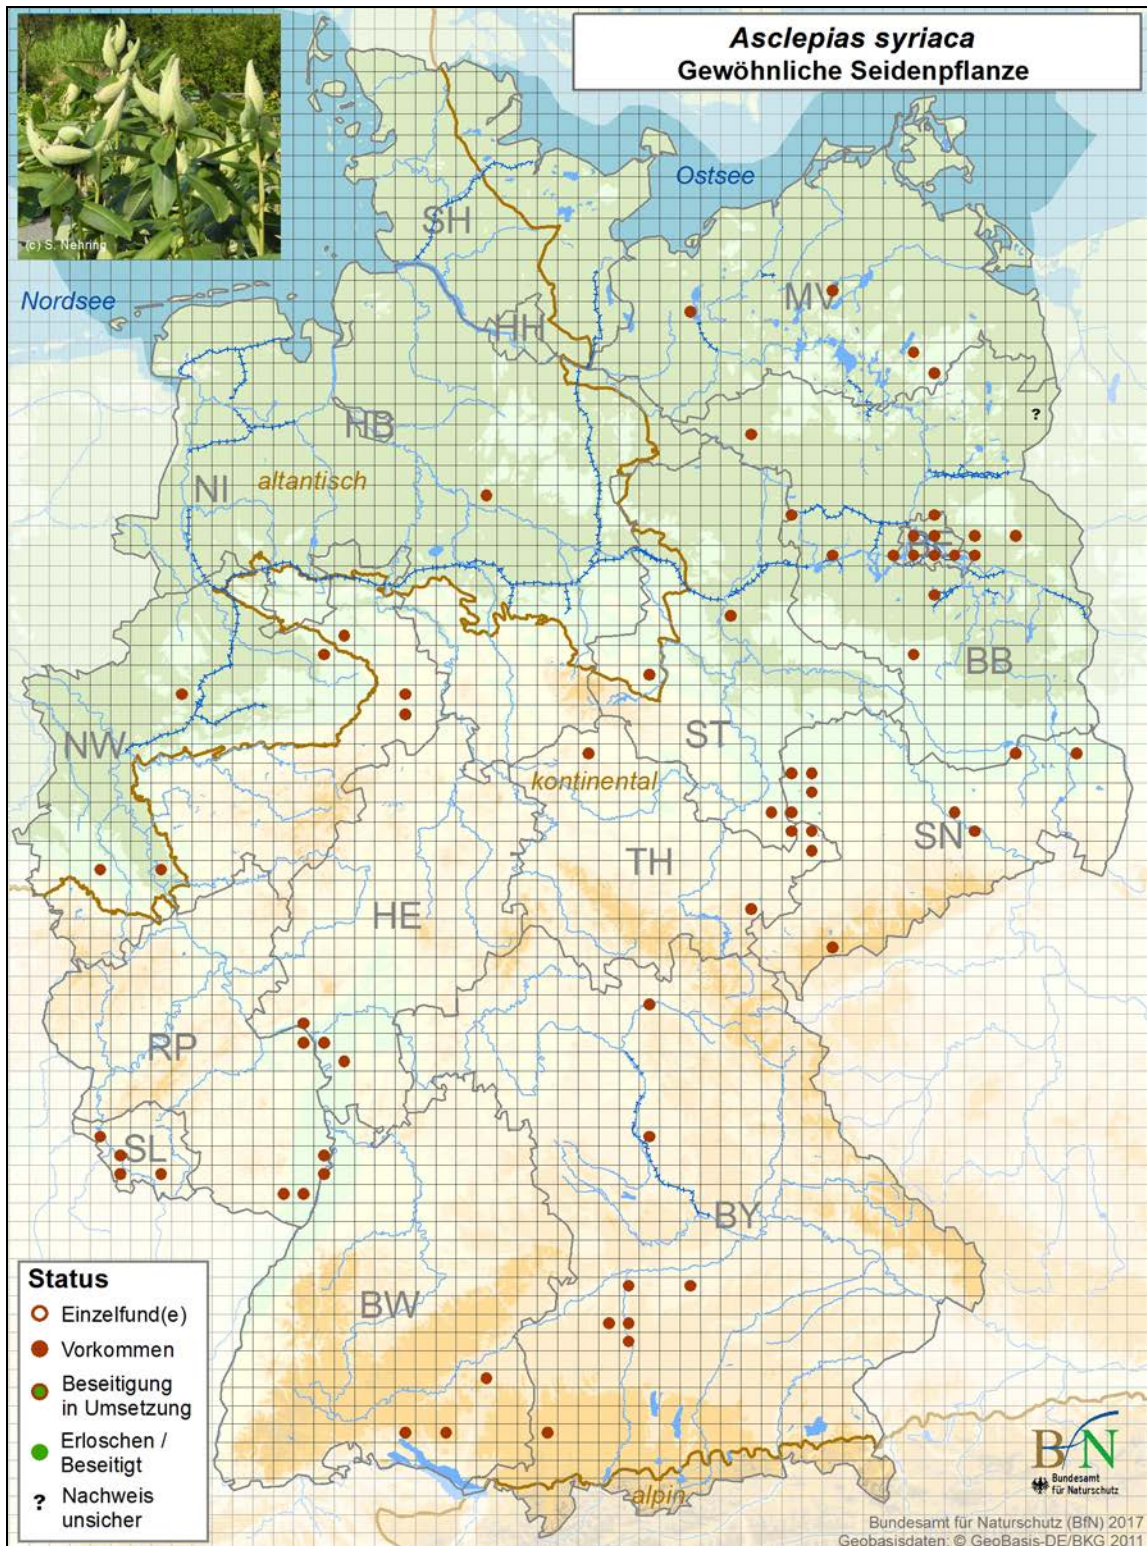 Asclepias syriaca
Gewöhnliche Seidenpflanze
(c) S. Nehring
Ostsee
SH
Nordsee
MV
HH
?
HB
NI
altantisch
BE
BB
NW
ST
kontinental
SN
TH
HE
RP
SL
BY
BW
Status
Einzelfund(e)
Vorkommen
Beseitigung
in Umsetzung
Erloschen /
Beseitigt
? Nachweis
unsicher
alpin
BfN
Bundesamt
für Naturschutz
Bundesamt für Naturschutz (BfN) 2017
Geobasisdaten: © GeoBasis-DE/BKG 2011